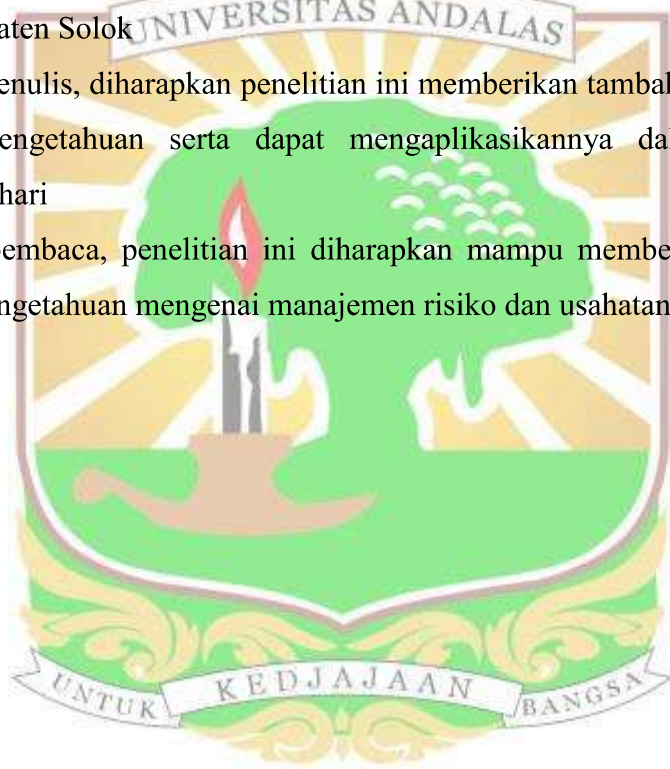 UNIVERSITAS ANDALAS
aten Solok
enulis, diharapkan penelitian ini memberikan tambal
engetahuan serta dapat mengaplikasikannya dal
hari
embaca, penelitian ini diharapkan mampu membe
ngetahuan mengenai manajemen risiko dan usahatan
UNTUK KEDJAJAAN BANGSA